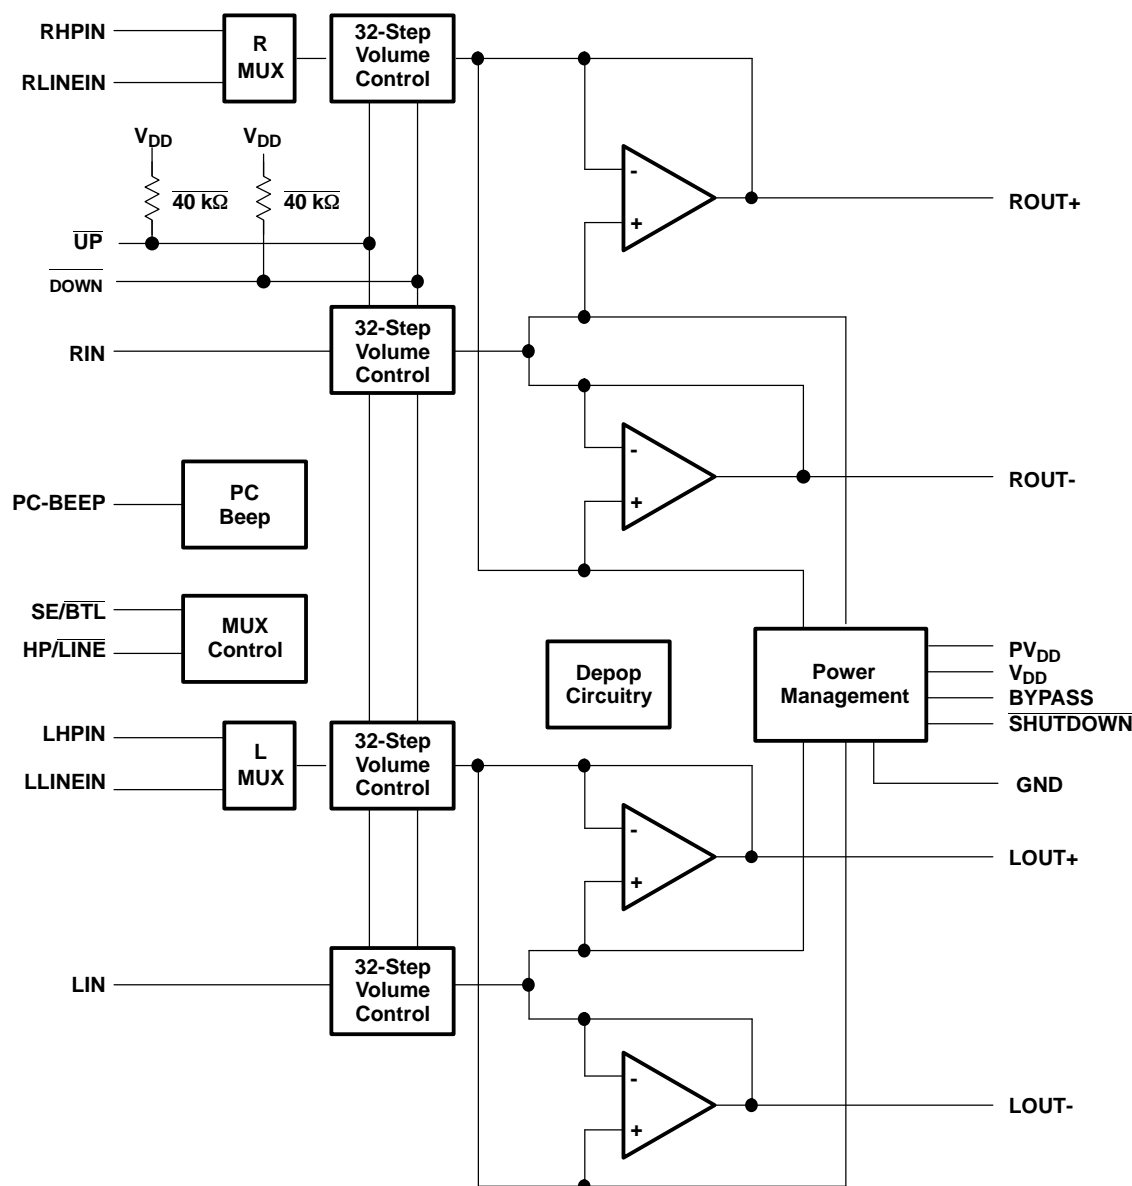 RHPIN
RLINEIN
R
MUX
32-Step
Volume
Control
VDD
VDD
40 kΩ
40 kΩ
UP
DOWN
-
+
ROUT+
RIN
32-Step
Volume
Control
-
+
ROUT-
PC-BEEP
PC
Beep
SE/BTL
HP/LINE
MUX
Control
Depop
Circuitry
Power
Management
PVDD
VDD
BYPASS
SHUTDOWN
GND
LHPIN
LLINEIN
L
MUX
32-Step
Volume
Control
-
+
LOUT+
LIN
32-Step
Volume
Control
-
+
LOUT-